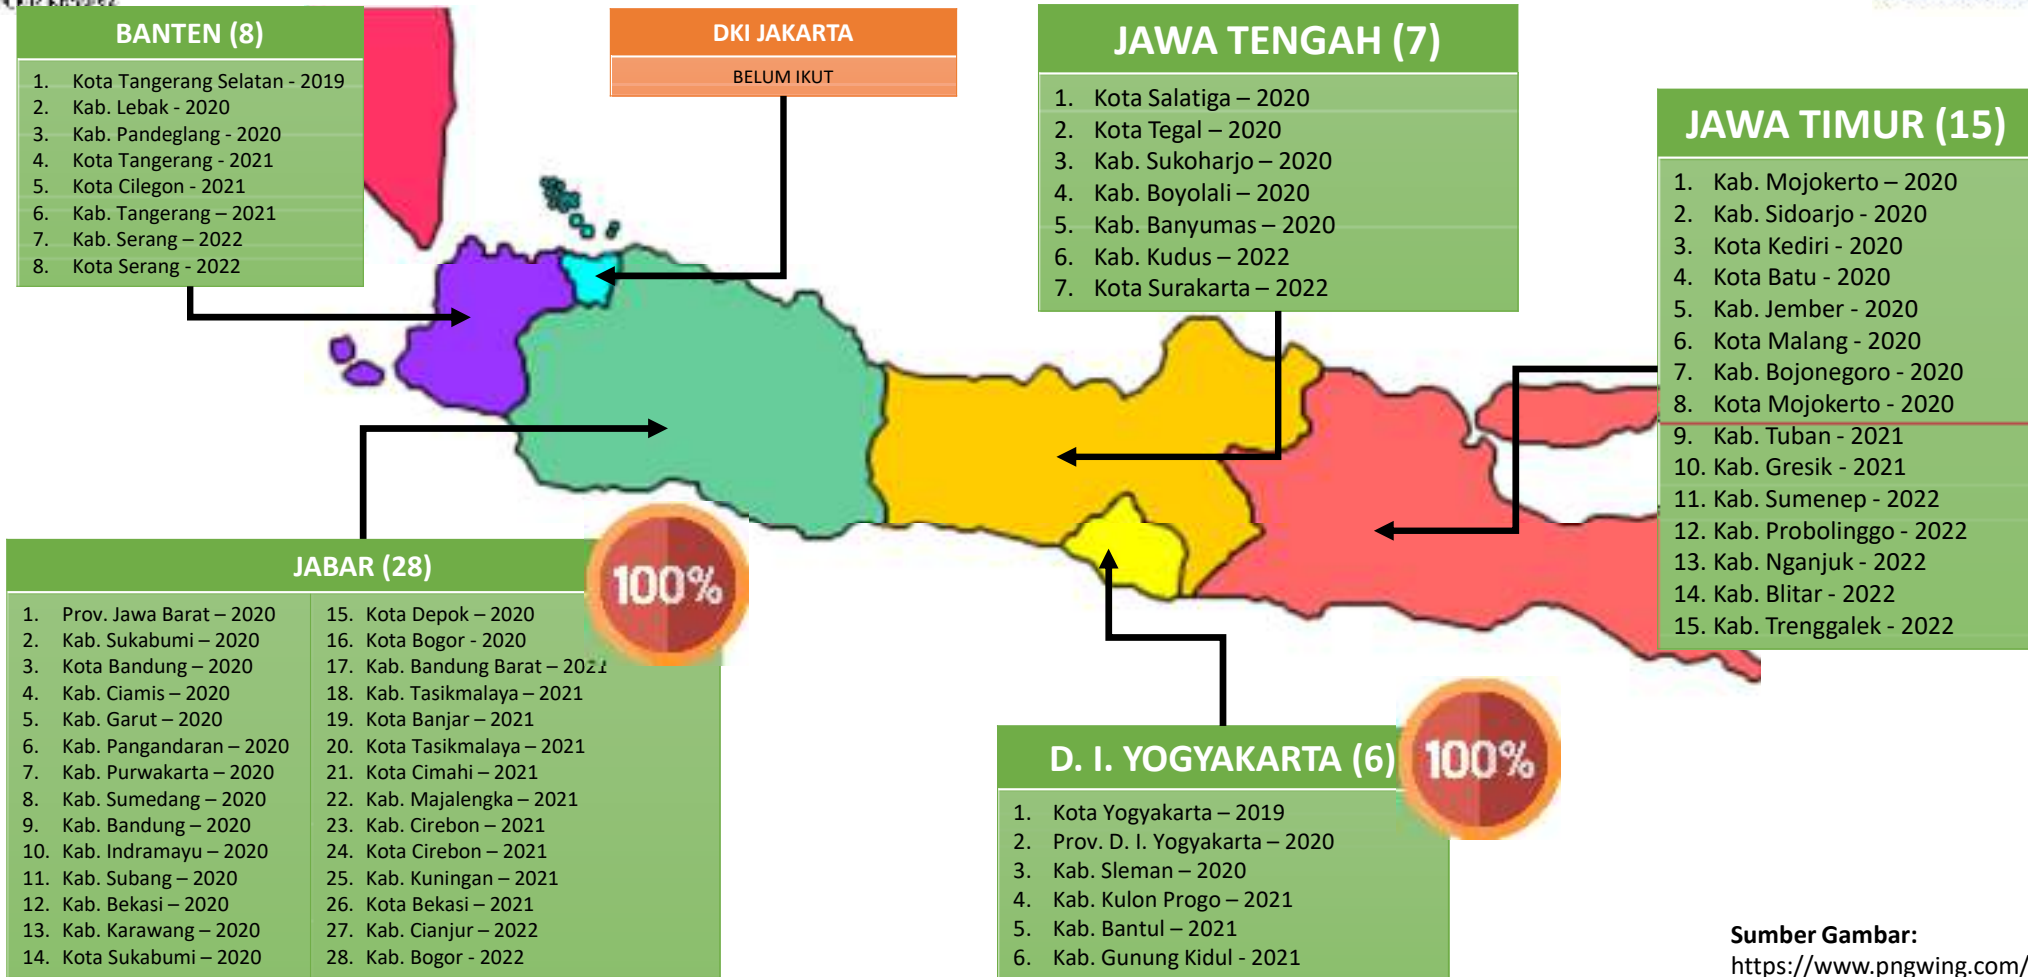 BANTEN (8)
1. Kota Tangerang Selatan - 2019
2. Kab. Lebak - 2020
3. Kab. Pandeglang - 2020
4. Kota Tangerang - 2021
5. Kota Cilegon - 2021
6. Kab. Tangerang – 2021
7. Kab. Serang – 2022
8. Kota Serang - 2022
DKI JAKARTA
BELUM IKUT
JAWA TENGAH (7)
1. Kota Salatiga – 2020
2. Kota Tegal – 2020
3. Kab. Sukoharjo – 2020
4. Kab. Boyolali – 2020
5. Kab. Banyumas – 2020
6. Kab. Kudus – 2022
7. Kota Surakarta – 2022
JAWA TIMUR (15)
1. Kab. Mojokerto – 2020
2. Kab. Sidoarjo - 2020
3. Kota Kediri - 2020
4. Kota Batu - 2020
5. Kab. Jember - 2020
6. Kota Malang - 2020
7. Kab. Bojonegoro - 2020
8. Kota Mojokerto - 2020
9. Kab. Tuban - 2021
10. Kab. Gresik - 2021
11. Kab. Sumenep - 2022
12. Kab. Probolinggo - 2022
13. Kab. Nganjuk - 2022
14. Kab. Blitar - 2022
15. Kab. Trenggalek - 2022
JABAR (28)
100%
1. Prov. Jawa Barat – 2020
2. Kab. Sukabumi – 2020
3. Kota Bandung – 2020
4. Kab. Ciamis – 2020
5. Kab. Garut – 2020
6. Kab. Pangandaran – 2020
7. Kab. Purwakarta – 2020
8. Kab. Sumedang – 2020
9. Kab. Bandung – 2020
10. Kab. Indramayu – 2020
11. Kab. Subang – 2020
12. Kab. Bekasi – 2020
13. Kab. Karawang – 2020
14. Kota Sukabumi – 2020
15. Kota Depok – 2020
16. Kota Bogor - 2020
17. Kab. Bandung Barat – 2021
18. Kab. Tasikmalaya – 2021
19. Kota Banjar – 2021
20. Kota Tasikmalaya – 2021
21. Kota Cimahi – 2021
22. Kab. Majalengka – 2021
23. Kab. Cirebon – 2021
24. Kota Cirebon – 2021
25. Kab. Kuningan – 2021
26. Kota Bekasi – 2021
27. Kab. Cianjur – 2022
28. Kab. Bogor - 2022
D. I. YOGYAKARTA (6)
100%
1. Kota Yogyakarta – 2019
2. Prov. D. I. Yogyakarta – 2020
3. Kab. Sleman – 2020
4. Kab. Kulon Progo – 2021
5. Kab. Bantul – 2021
6. Kab. Gunung Kidul - 2021
Sumber Gambar:
https://www.pngwing.com/